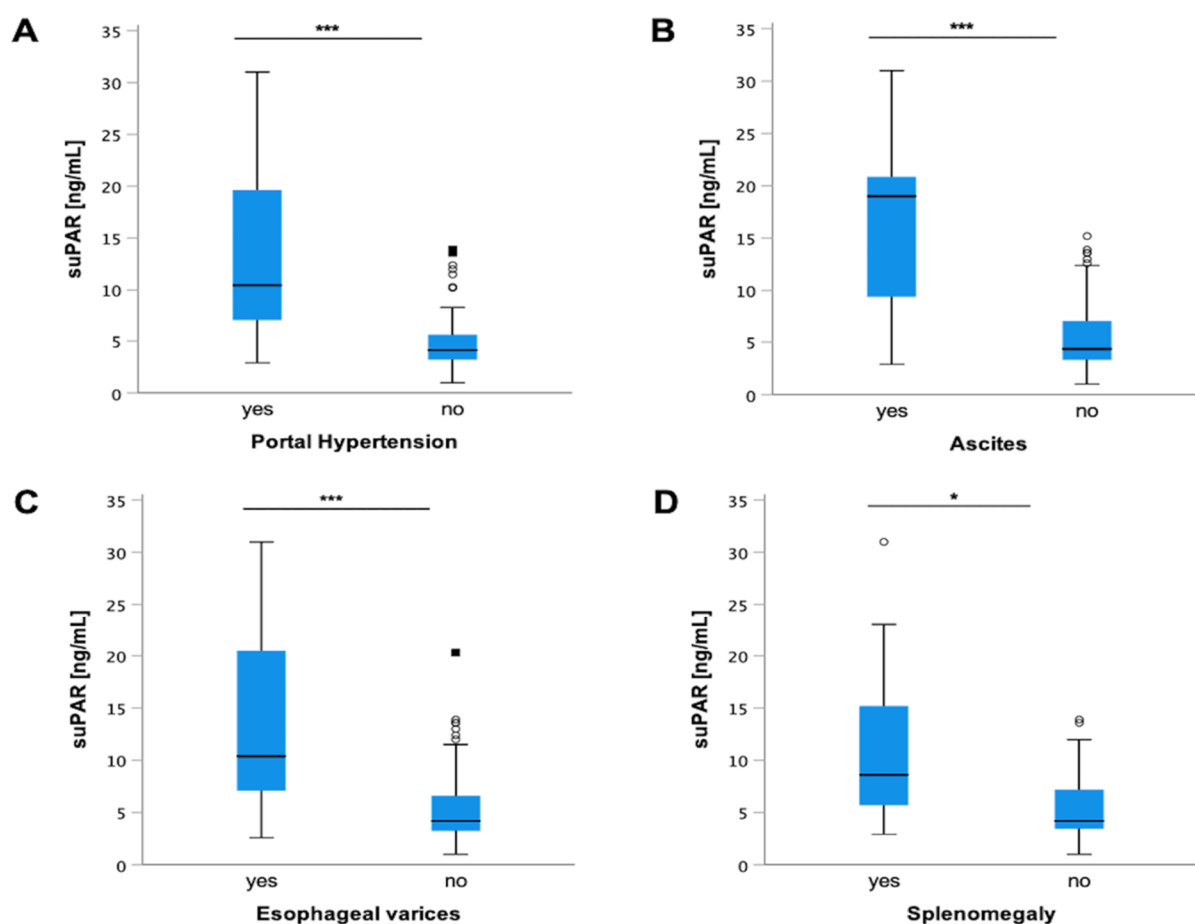 A
***
35
30
25
20
15
10
5
0
suPAR [ng/mL]
yes
no
Portal Hypertension
B
***
35
30
25
20
15
10
5
0
suPAR [ng/mL]
yes
no
Ascites
C
***
35
30
25
20
15
10
5
0
suPAR [ng/mL]
yes
no
Esophageal varices
D
*
35
30
25
20
15
10
5
0
suPAR [ng/mL]
yes
no
Splenomegaly